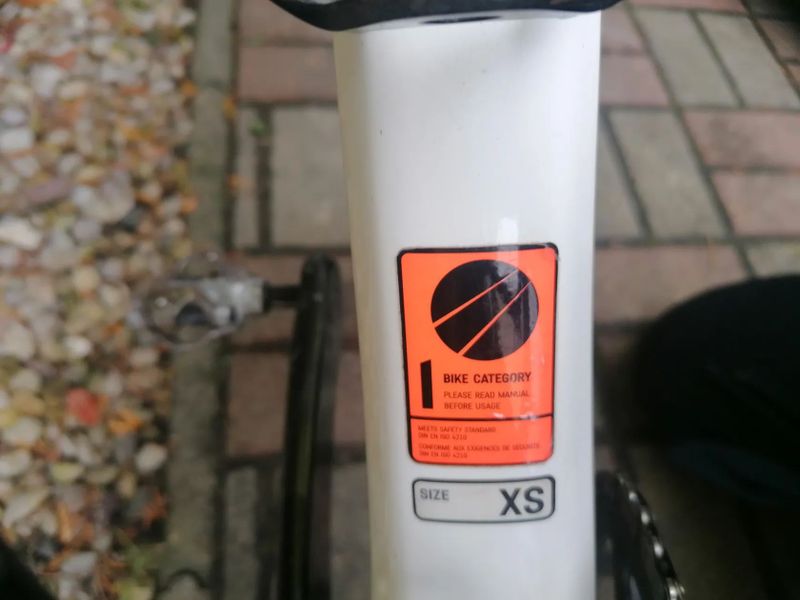 1
BIKE CATEGORY
PLEASE READ MANUAL
BEFORE USAGE
MEETS SAFETY STANDARD
DIN EN ISO 4210
CONFORME AUX EXIGENCES DE SÉCURITÉ
DIN EN ISO 4210
SIZE XS